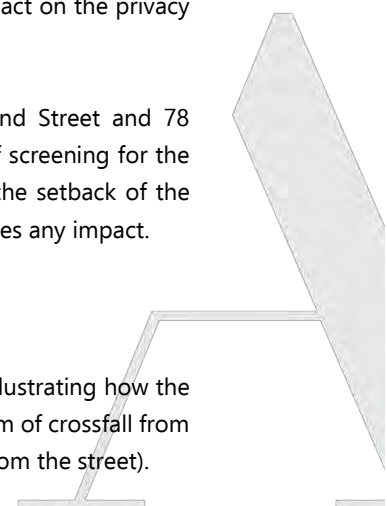 act on the privacy
nd Street and 78
f screening for the
the setback of the
es any impact.
lustrating how the
m of crossfall from
om the street).